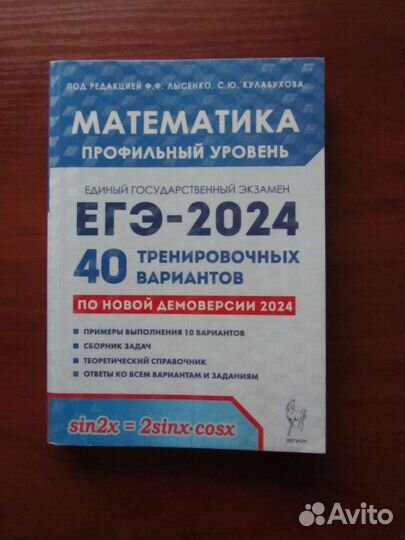 ПОД РЕДАКЦИЕЙ Ф.Ф. ЛЫСЕНКО, С.Ю. КУЛАБУХОВА
МАТЕМАТИКА
ПРОФИЛЬНЫЙ УРОВЕНЬ
ЕДИНЫЙ ГОСУДАРСТВЕННЫЙ ЭКЗАМЕН
ЕГЭ-2024
40 ТРЕНИРОВОЧНЫХ
ВАРИАНТОВ
ПО НОВОЙ ДЕМОВЕРСИИ 2024
ПРИМЕРЫ ВЫПОЛНЕНИЯ 10 ВАРИАНТОВ
СБОРНИК ЗАДАЧ
ТЕОРЕТИЧЕСКИЙ СПРАВОЧНИК
ОТВЕТЫ КО ВСЕМ ВАРИАНТАМ И ЗАДАНИЯМ
sin2x = 2sinx·cosx
ЛЕГИОН
Avito